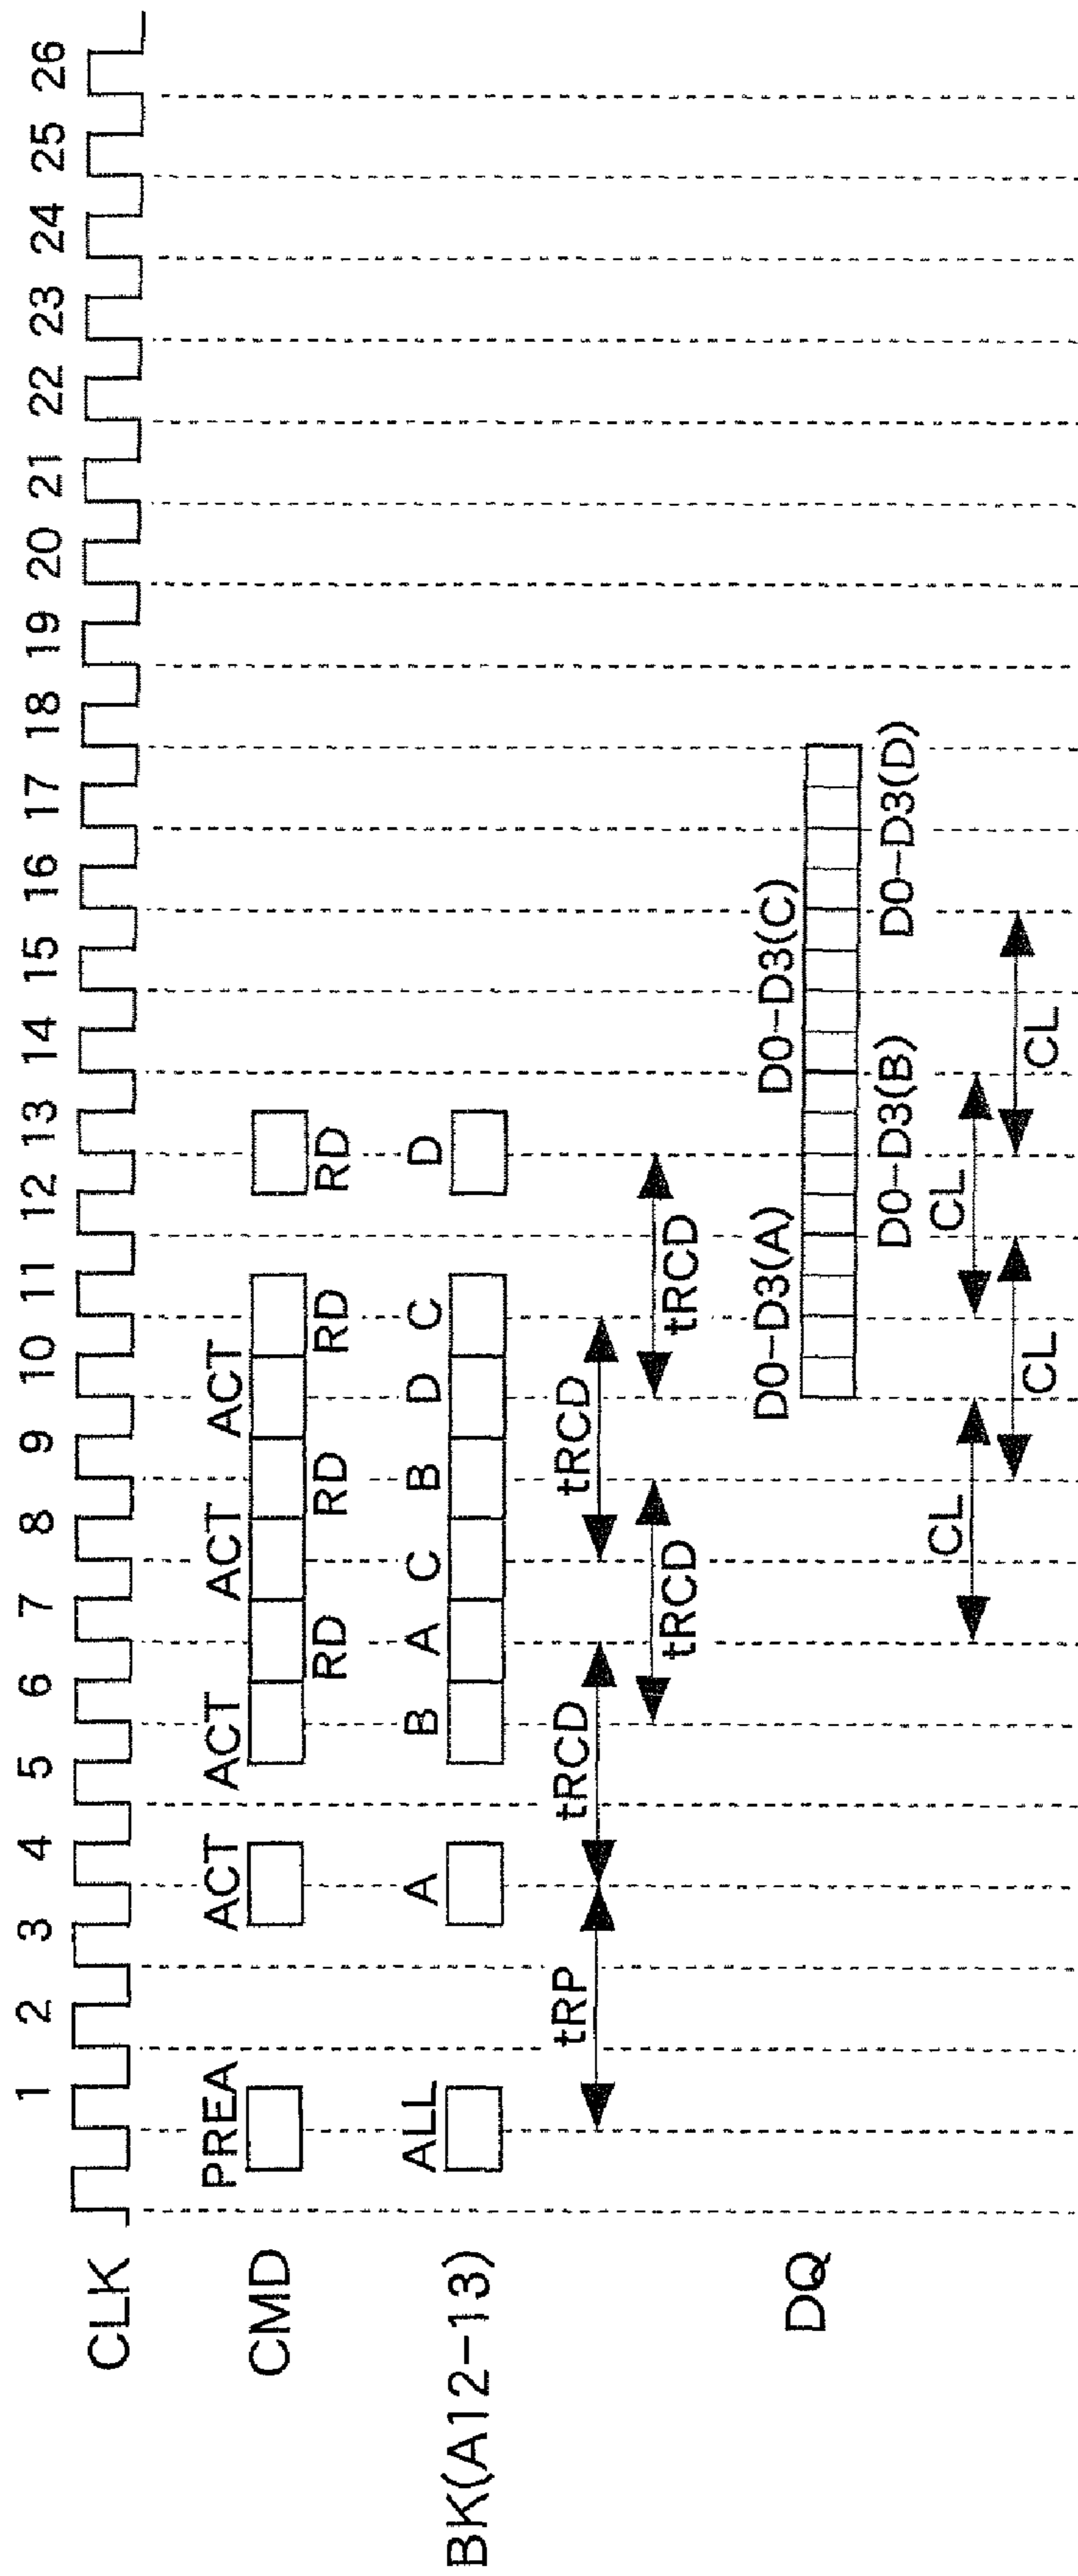 CLK 1 2 3 4 5 6 7 8 9 10 11 12 13 14 15 16 17 18 19 20 21 22 23 24 25 26
PREA ACT ACT ACT ACT
CMD
RD RD RD RD
ALL A B A C B D C D
BK(A12-13)
tRP tRCD tRCD
tRCD tRCD
D0-D3(A) D0-D3(C)
DQ
D0-D3(B) D0-D3(D)
CL CL
CL CL